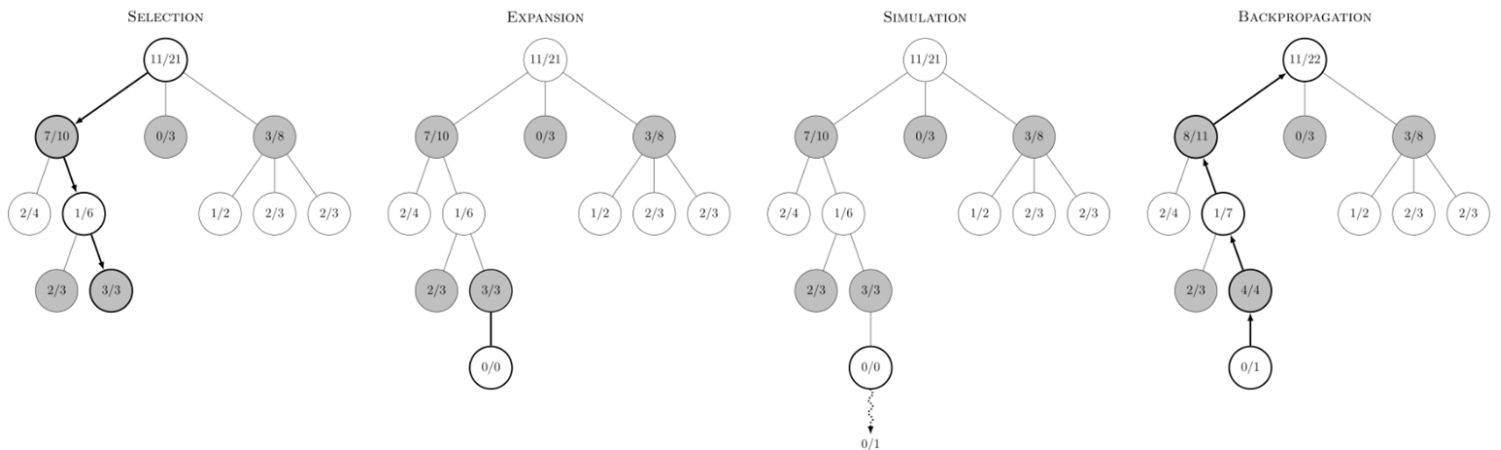 SELECTION EXPANSION SIMULATION BACKPROPAGATION
11/21 11/21 11/21 11/22
7/10 0/3 3/8 7/10 0/3 3/8 7/10 0/3 3/8 8/11 0/3 3/8
2/4 1/6 1/2 2/3 2/3 2/4 1/6 1/2 2/3 2/3 2/4 1/6 1/2 2/3 2/3 2/4 1/7 1/2 2/3 2/3
2/3 3/3 2/3 3/3 2/3 3/3 2/3 4/4
0/0 0/0 0/1
0/1